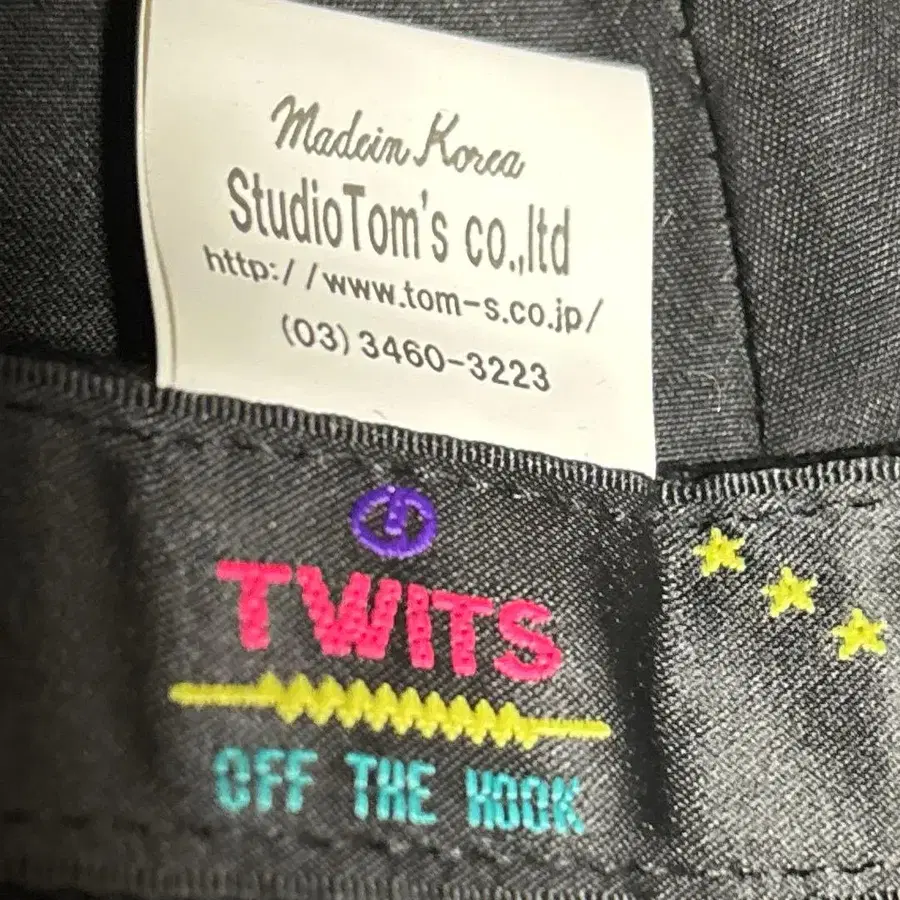 Madein Korea
StudioTom's co.,ltd
http://www.tom-s.co.jp/
(03)3460-3223
TWITS
OFF THE HOOK